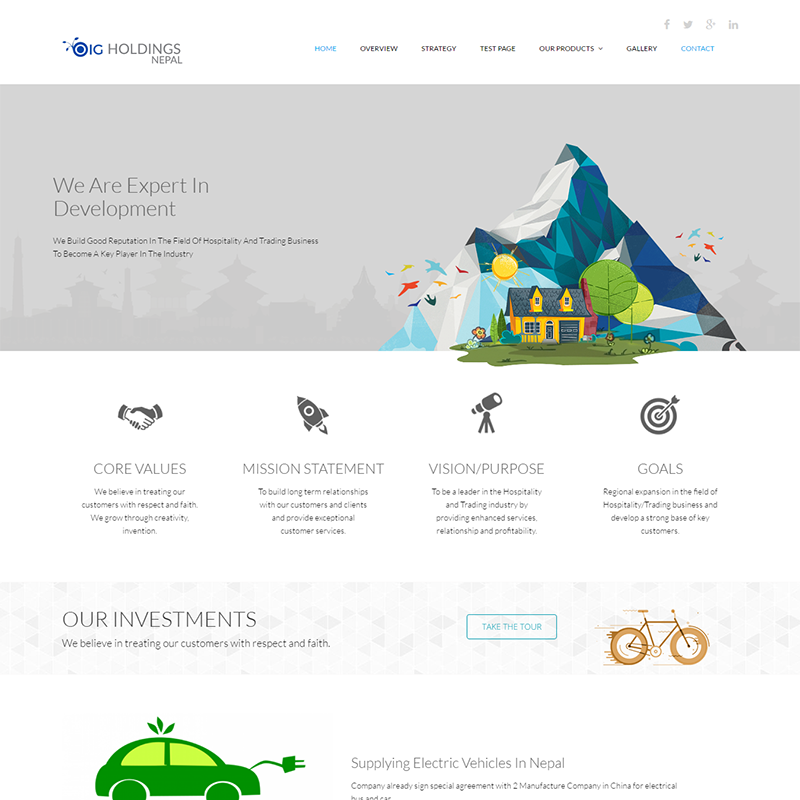 OIG HOLDINGS
NEPAL
HOME OVERVIEW STRATEGY TEST PAGE OUR PRODUCTS GALLERY CONTACT
We Are Expert In
Development
We Build Good Reputation In The Field Of Hospitality And Trading Business
To Become A Key Player In The Industry
CORE VALUES
We believe in treating our
customers with respect and faith.
We grow through creativity,
invention.
MISSION STATEMENT
To build long term relationships
with our customers and clients
and provide exceptional
customer services.
VISION/PURPOSE
To be a leader in the Hospitality
and Trading industry by
providing enhanced services,
relationship and profitability.
GOALS
Regional expansion in the field of
Hospitality/Trading business and
develop a strong base of key
customers.
OUR INVESTMENTS
We believe in treating our customers with respect and faith.
TAKE THE TOUR
Supplying Electric Vehicles In Nepal
Company already sign special agreement with 2 Manufacture Company in China for electrical
bus and car